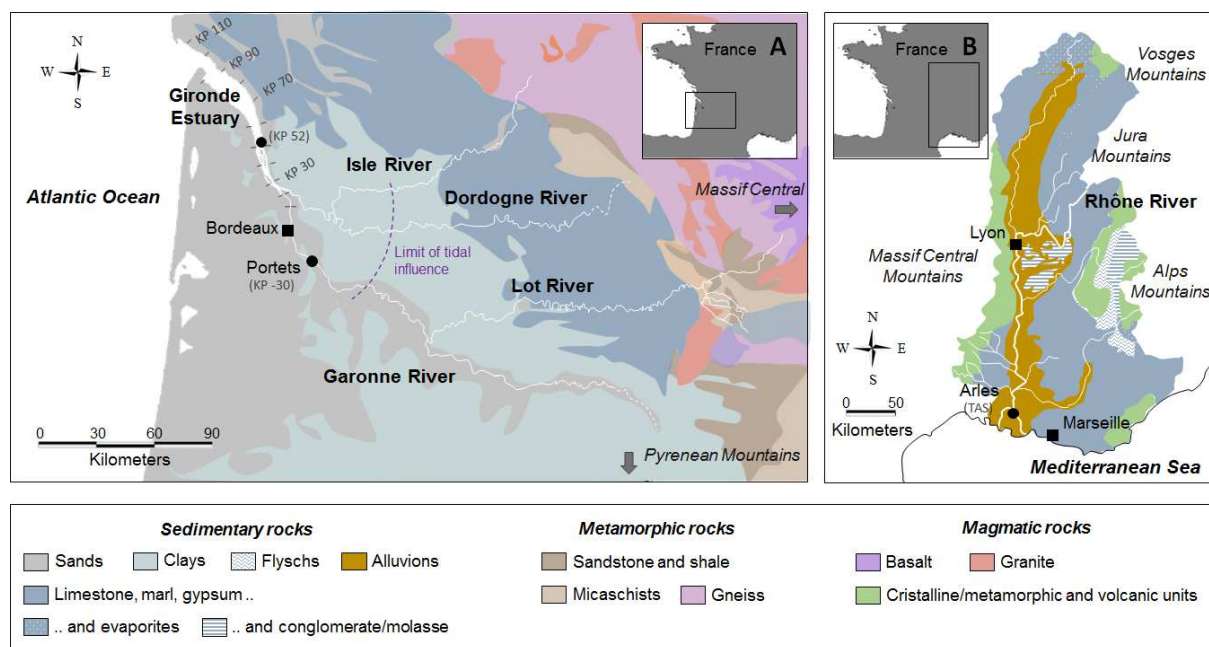 KP 110
KP 90
KP 70
(KP 52)
KP 30
N
W E
S
Gironde
Estuary
Atlantic Ocean
Isle River
Dordogne River
Bordeaux
Portets
(KP -30)
Limit of tidal
influence
Lot River
Garonne River
Massif Central
Pyrenean Mountains
0 30 60 90
Kilometers
France A
France B
Vosges
Mountains
Jura
Mountains
Rhône River
Lyon
Massif Central
Mountains
Alps
Mountains
N
W E
S
0 50
Kilometers
Arles
(TAS)
Marseille
Mediterranean Sea
Sedimentary rocks
Sands Clays Flyschs Alluvions
Limestone, marl, gypsum ..
.. and evaporites .. and conglomerate/molasse
Metamorphic rocks
Sandstone and shale
Micaschists Gneiss
Magmatic rocks
Basalt Granite
Cristalline/metamorphic and volcanic units